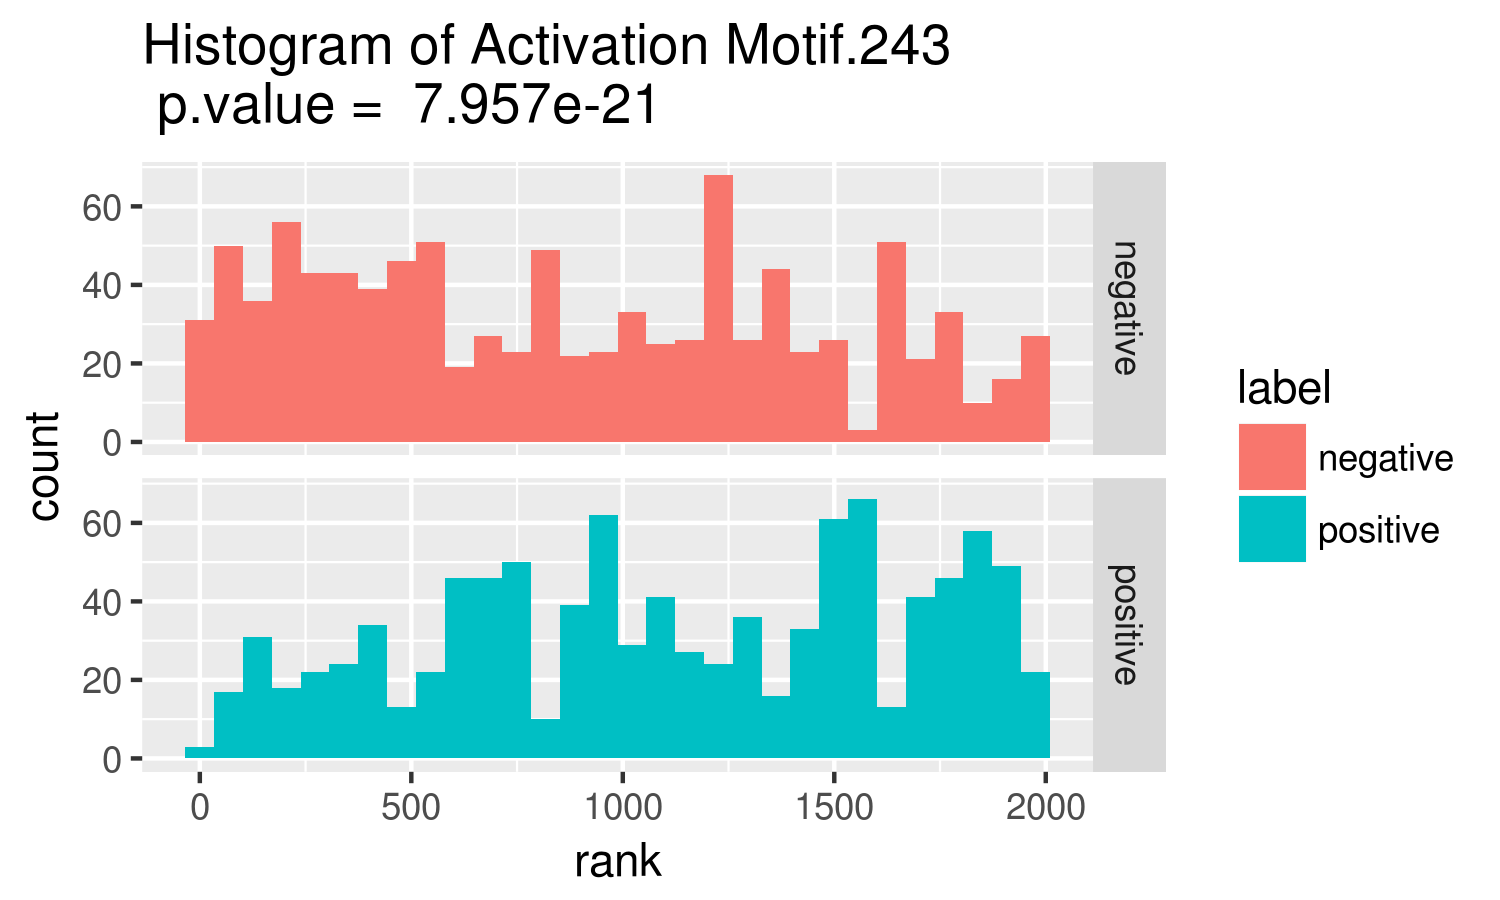 Histogram of Activation Motif.243
p.value = 7.957e-21
60
40
20
0
negative
60
40
20
0
positive
count
0 500 1000 1500 2000
rank
label
negative
positive